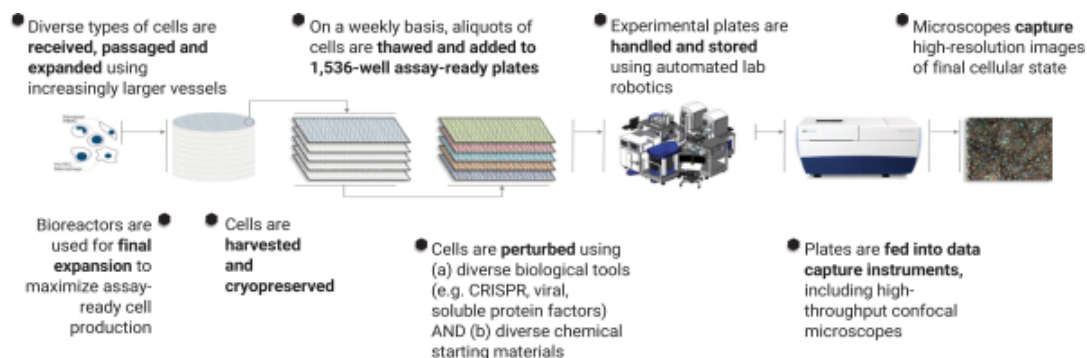 Diverse types of cells are
received, passaged and
expanded using
increasingly larger vessels
On a weekly basis, aliquots of
cells are thawed and added to
1,536-well assay-ready plates
Experimental plates are
handled and stored
using automated lab
robotics
Microscopes capture
high-resolution images
of final cellular state
Bioreactors are
used for final
expansion to
maximize assay-
ready cell
production
Cells are
harvested
and
cryopreserved
Cells are perturbed using
(a) diverse biological tools
(e.g. CRISPR, viral,
soluble protein factors)
AND (b) diverse chemical
starting materials
Plates are fed into data
capture instruments,
including high-
throughput confocal
microscopes